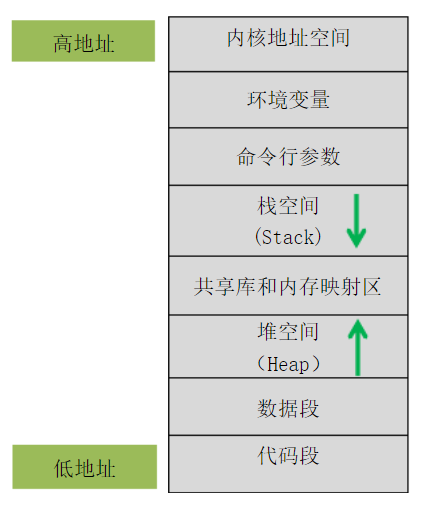 高地址
内核地址空间
环境变量
命令行参数
栈空间
(Stack)
共享库和内存映射区
堆空间
（Heap）
数据段
代码段
低地址